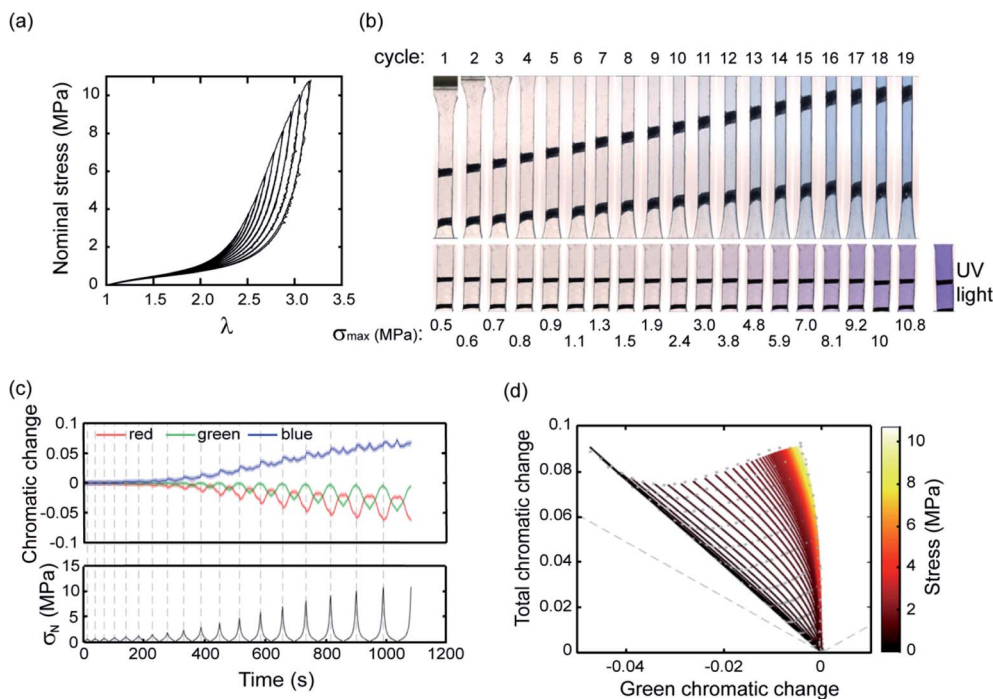 (a)
Nominal stress (MPa)
10
8
6
4
2
0
1
1.5
2.0
2.5
3.0
3.5
λ
(b)
cycle: 1 2 3 4 5 6 7 8 9 10 11 12 13 14 15 16 17 18 19
UV
light
0.5 0.7 0.9 1.3 1.9 3.0 4.8 7.0 9.2 10.8
σmax (MPa):
0.6 0.8 1.1 1.5 2.4 3.8 5.9 8.1 10
(c)
red green blue
Chromatic change
0.1
0.05
0
-0.05
-0.1
σN (MPa)
15
10
5
0
0 200 400 600 800 1000 1200
Time (s)
(d)
Total chromatic change
0.1
0.08
0.06
0.04
0.02
0
-0.04 -0.02 0
Green chromatic change
10
8
6
4
2
0
Stress (MPa)